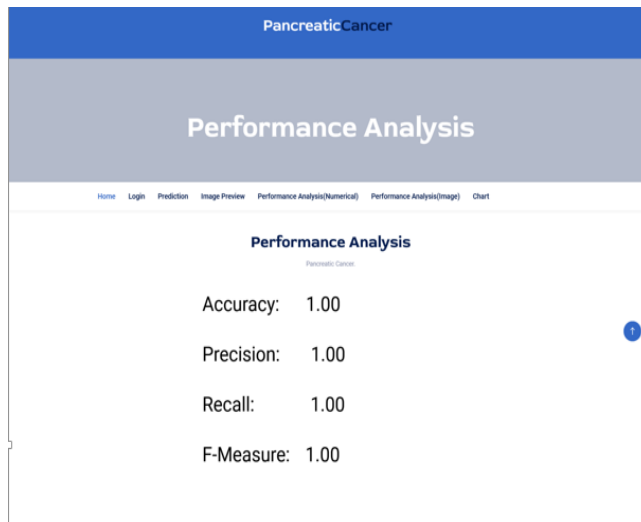 PancreaticCancer
Performance Analysis
Home Login Prediction Image Preview Performance Analysis(Numerical) Performance Analysis(Image) Chart
Performance Analysis
Pancreatic Cancer
Accuracy: 1.00
Precision: 1.00
Recall: 1.00
F-Measure: 1.00